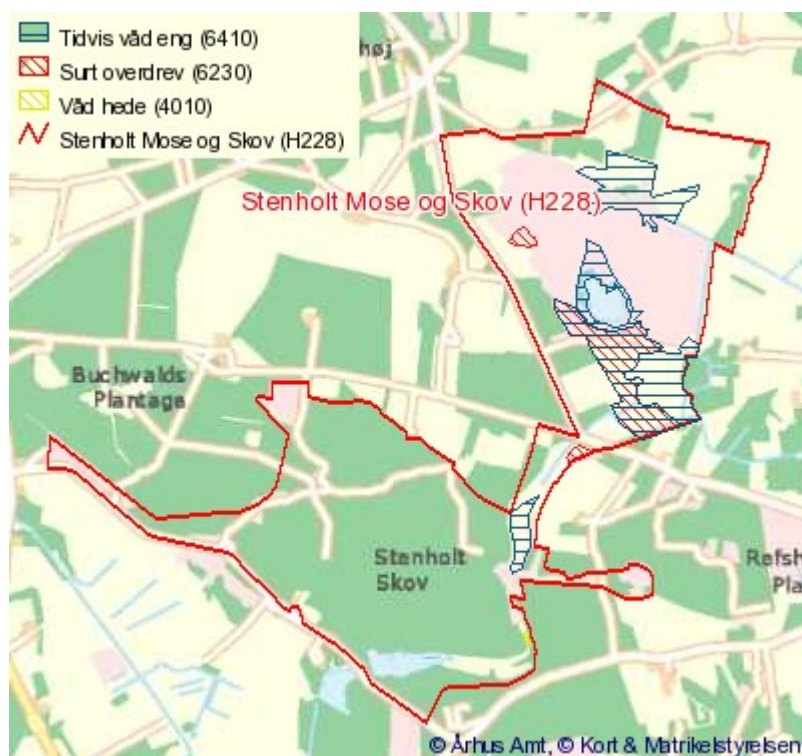 Tidvis våd eng (6410)
Surt overdrev (6230)
Våd hede (4010)
Stenholt Mose og Skov (H228)
høj
Stenholt Mose og Skov (H228)
Buchwalds
Plantage
Stenholt
Skov
Refsh
Pla
© Århus Amt, © Kort & Matrikelstyrelsen